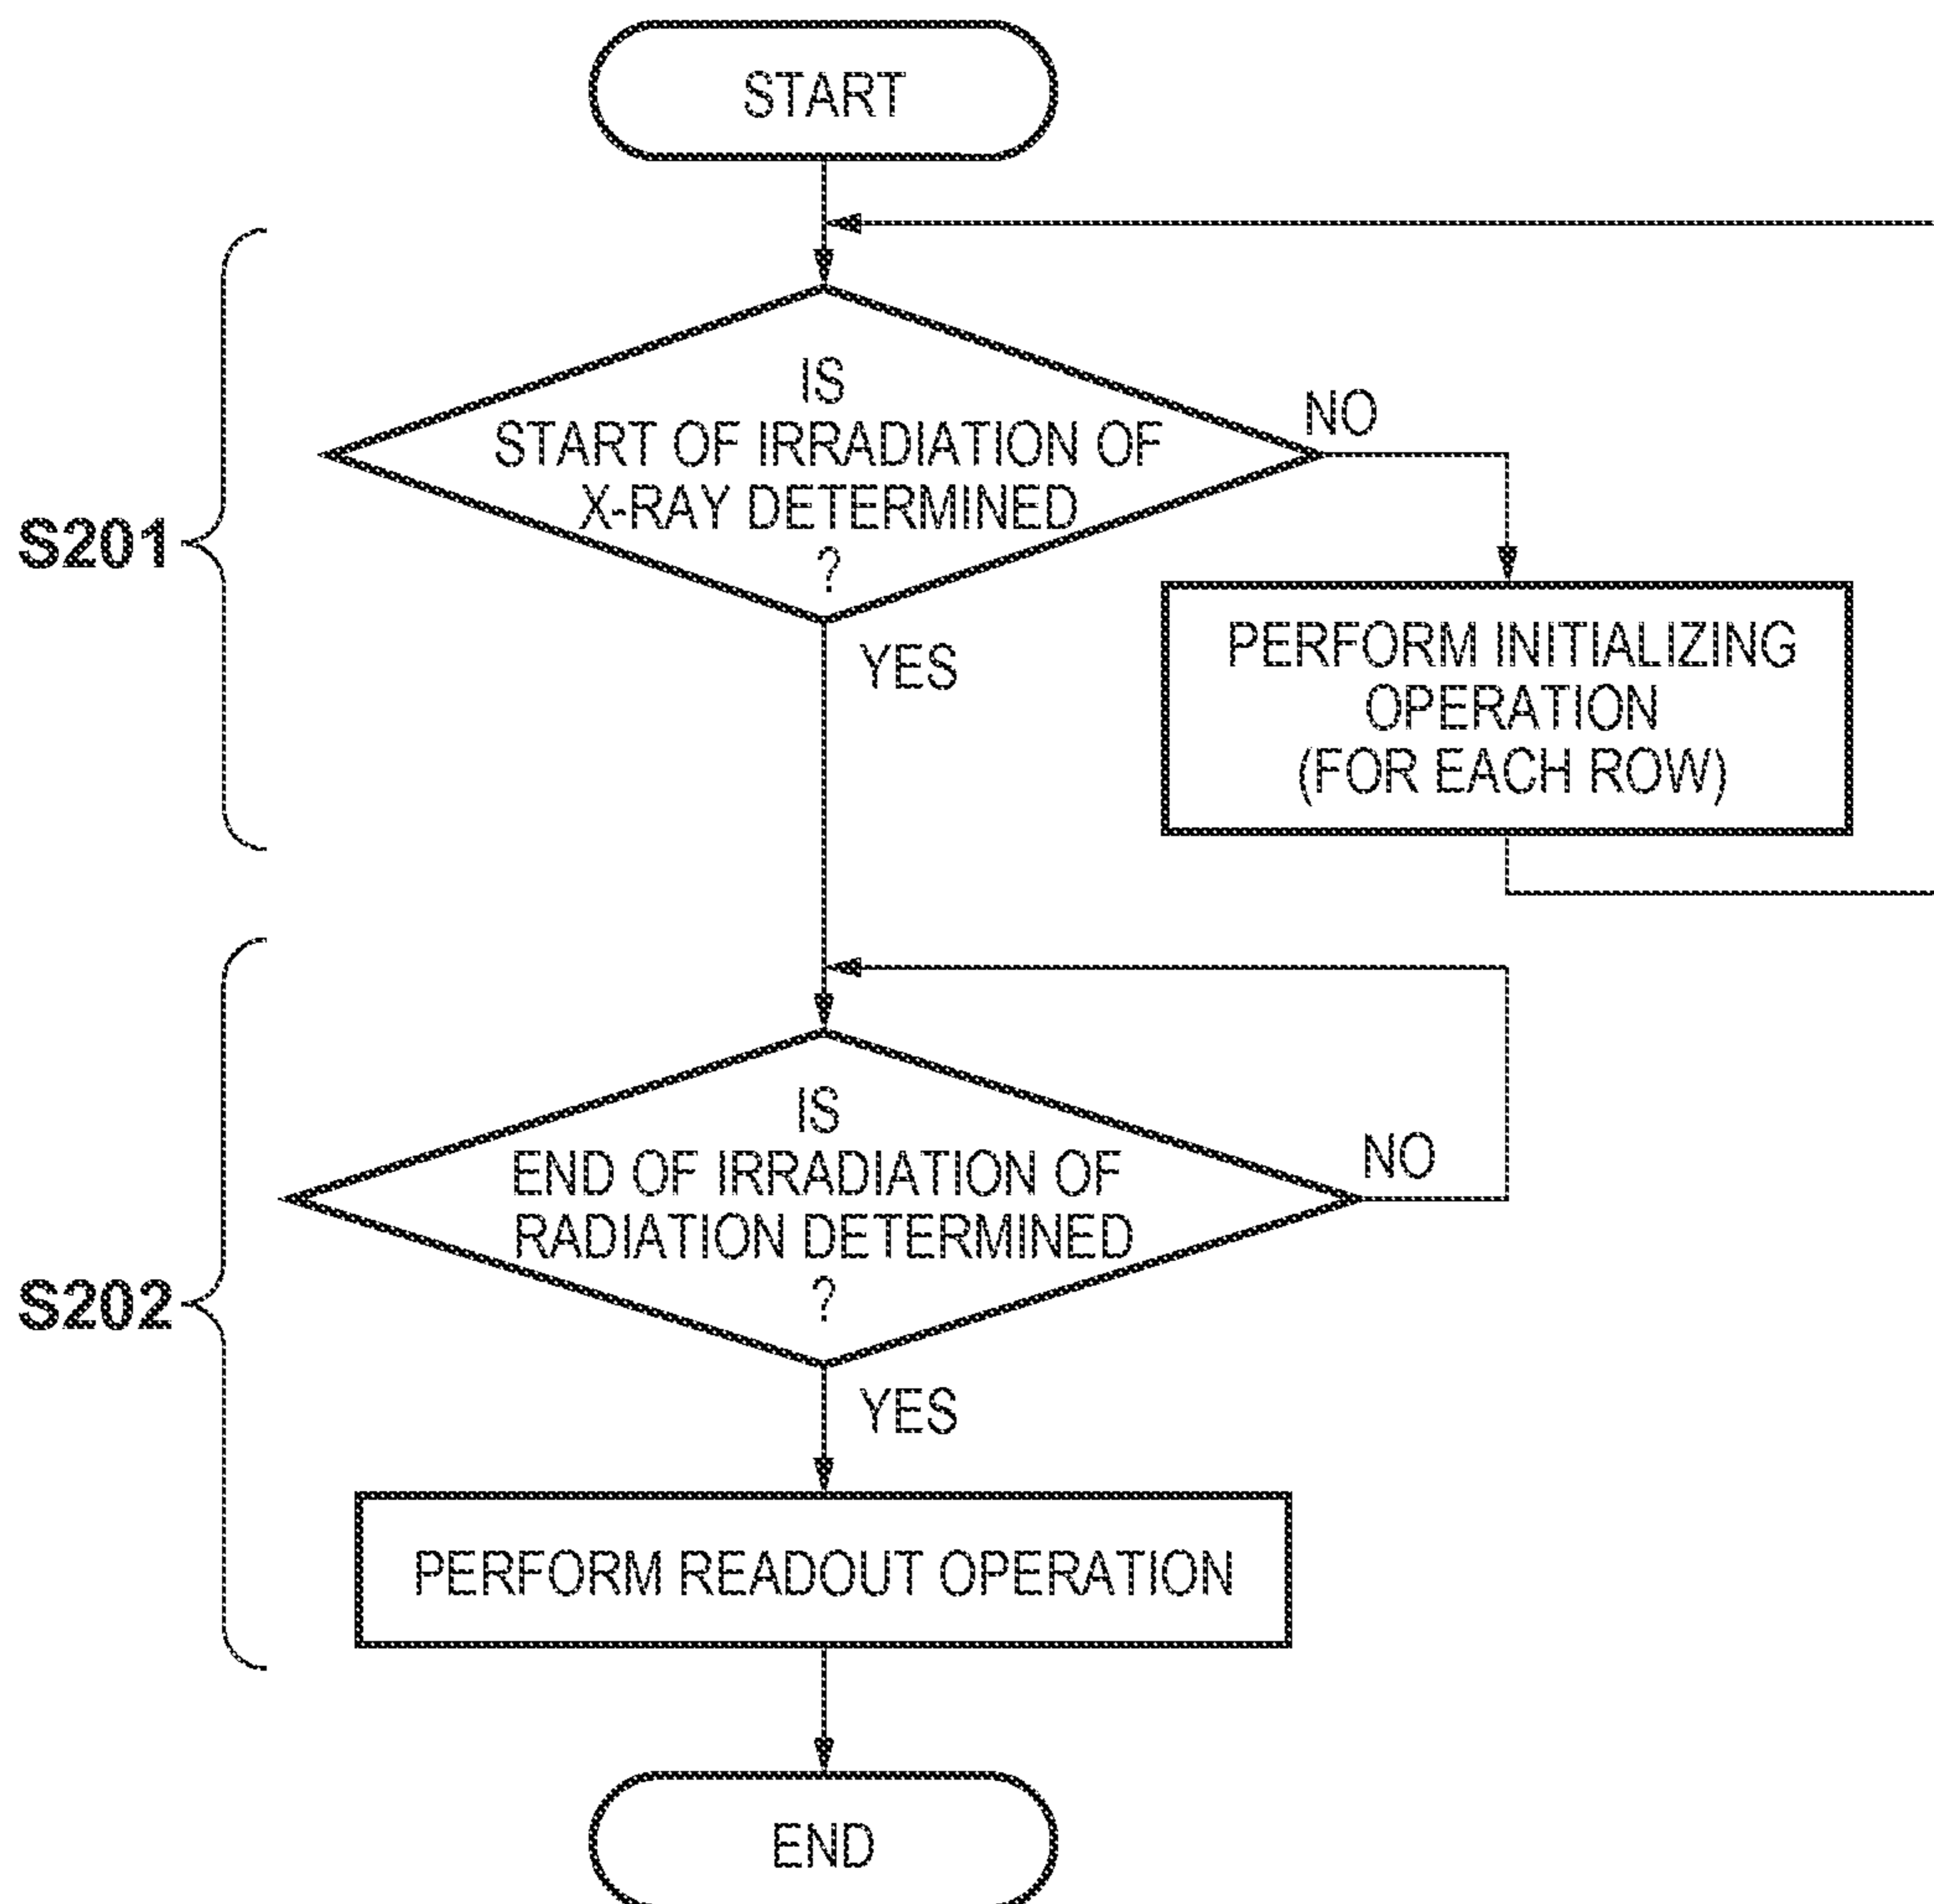 START
IS
START OF IRRADIATION OF
X-RAY DETERMINED
?
NO
S201
YES
PERFORM INITIALIZING
OPERATION
(FOR EACH ROW)
IS
END OF IRRADIATION OF
RADIATION DETERMINED
?
NO
S202
YES
PERFORM READOUT OPERATION
END